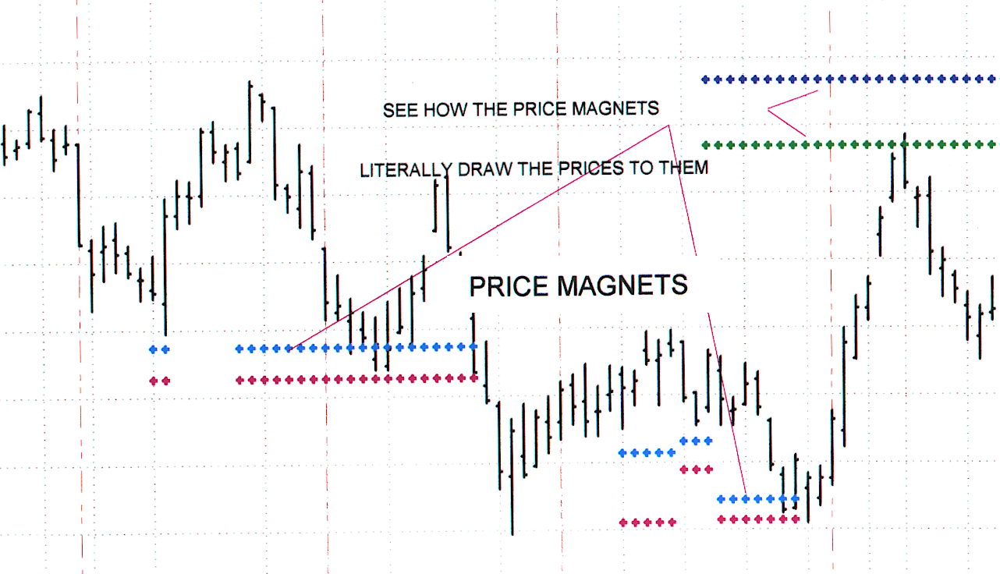 SEE HOW THE PRICE MAGNETS
LITERALLY DRAW THE PRICES TO THEM
PRICE MAGNETS